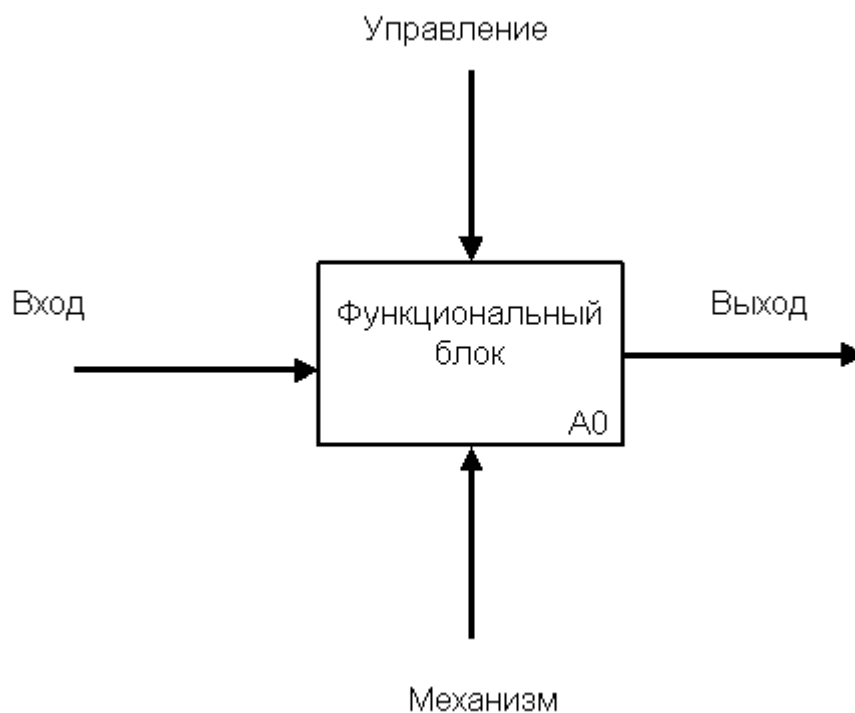 Управление
Вход
Функциональный
блок
Выход
A0
Механизм